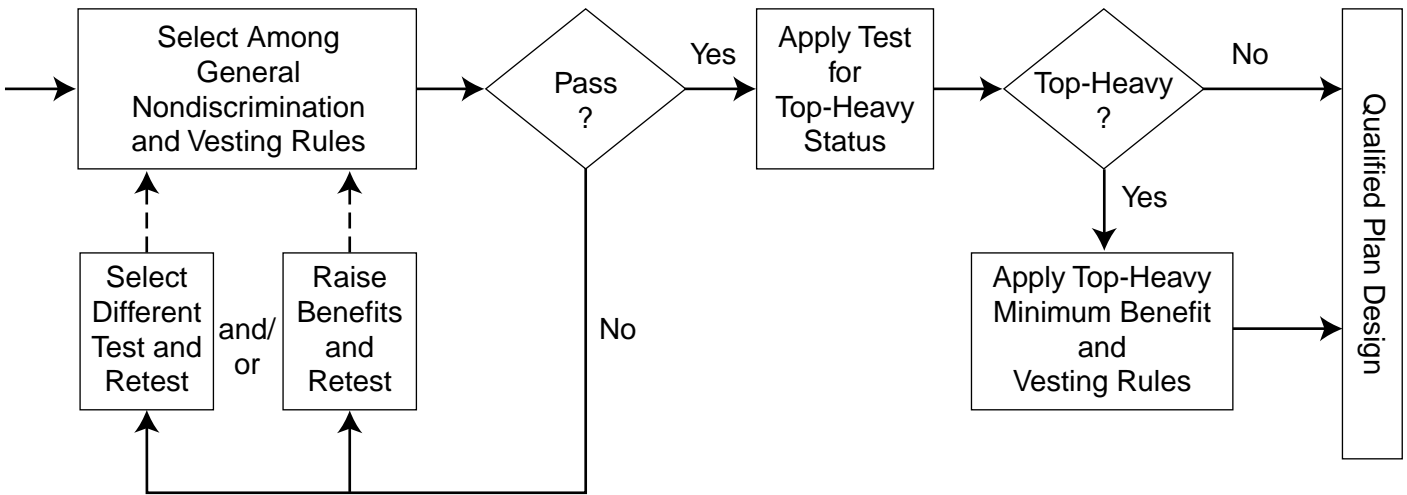 Select Among
General
Nondiscrimination
and Vesting Rules
Pass
?
Yes
Apply Test
for
Top-Heavy
Status
Top-Heavy
?
No
Qualified Plan Design
Yes
Select
Different
Test and
Retest
and/
or
Raise
Benefits
and
Retest
No
Apply Top-Heavy
Minimum Benefit
and
Vesting Rules